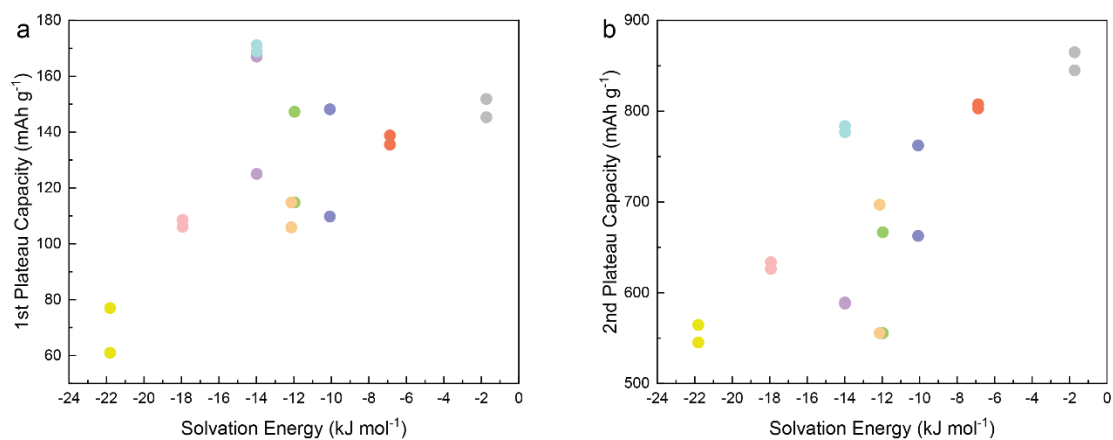 a
1st Plateau Capacity (mAh g⁻¹)
180
160
140
120
100
80
60
-24 -22 -20 -18 -16 -14 -12 -10 -8 -6 -4 -2 0
Solvation Energy (kJ mol⁻¹)
b
2nd Plateau Capacity (mAh g⁻¹)
900
800
700
600
500
-24 -22 -20 -18 -16 -14 -12 -10 -8 -6 -4 -2 0
Solvation Energy (kJ mol⁻¹)